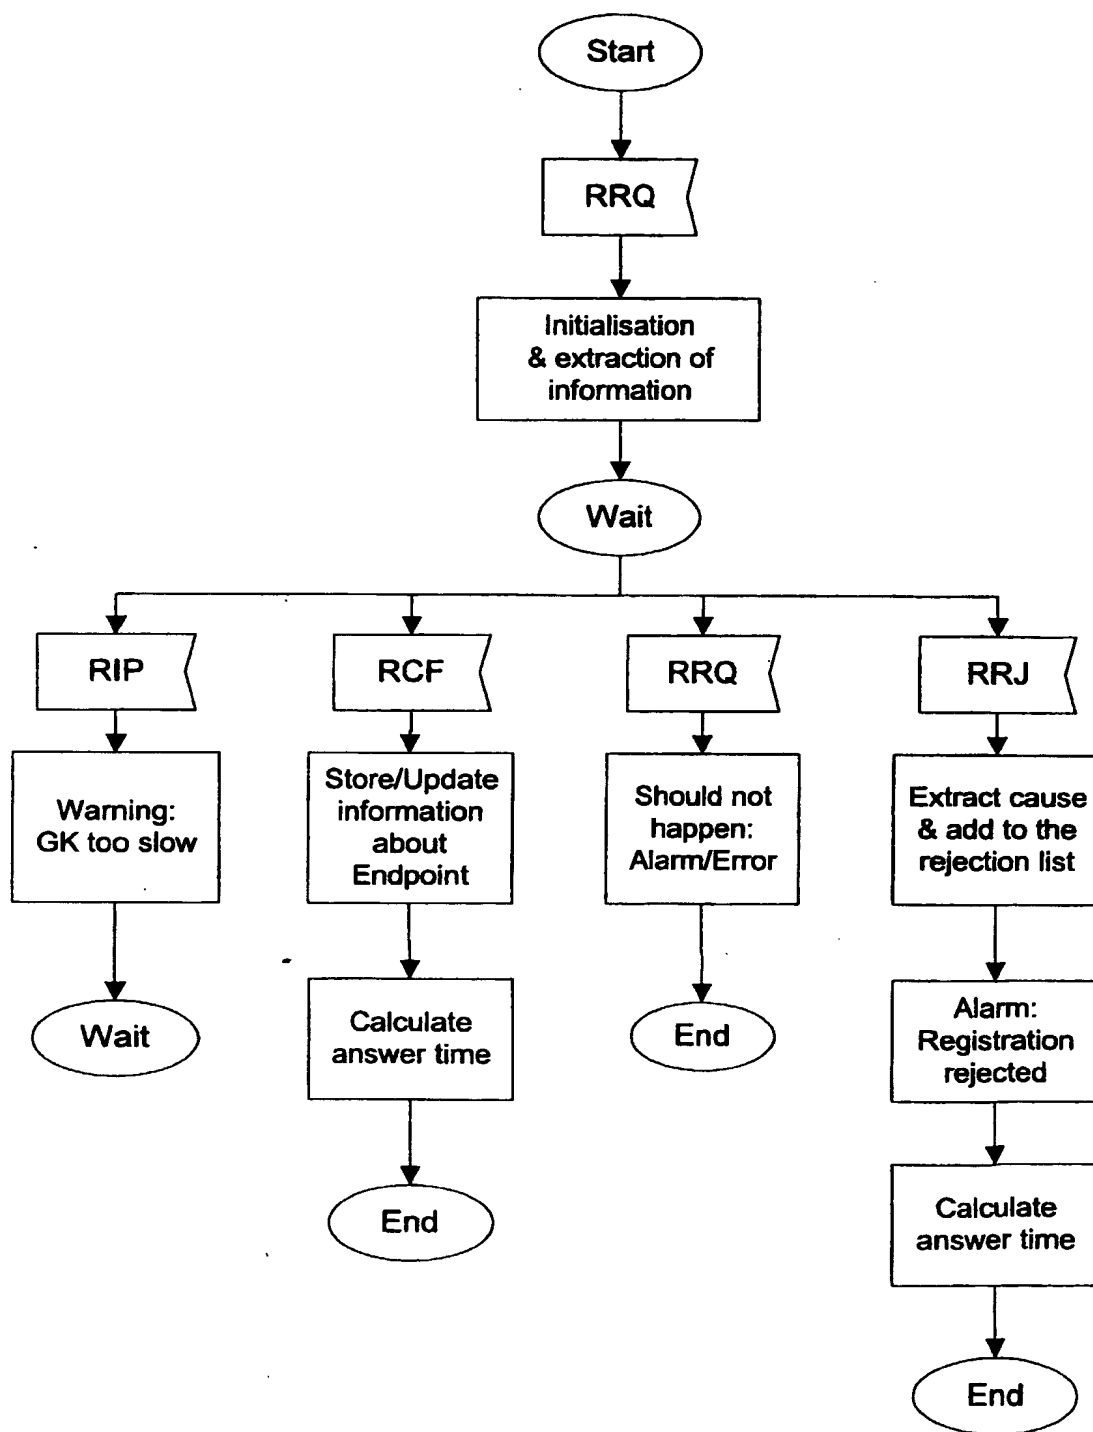 Start
RRQ
Initialisation
& extraction of
information
Wait
RIP
RCF
RRQ
RRJ
Warning:
GK too slow
Store/Update
information
about
Endpoint
Should not
happen:
Alarm/Error
Extract cause
& add to the
rejection list
Wait
Calculate
answer time
End
Alarm:
Registration
rejected
End
Calculate
answer time
End